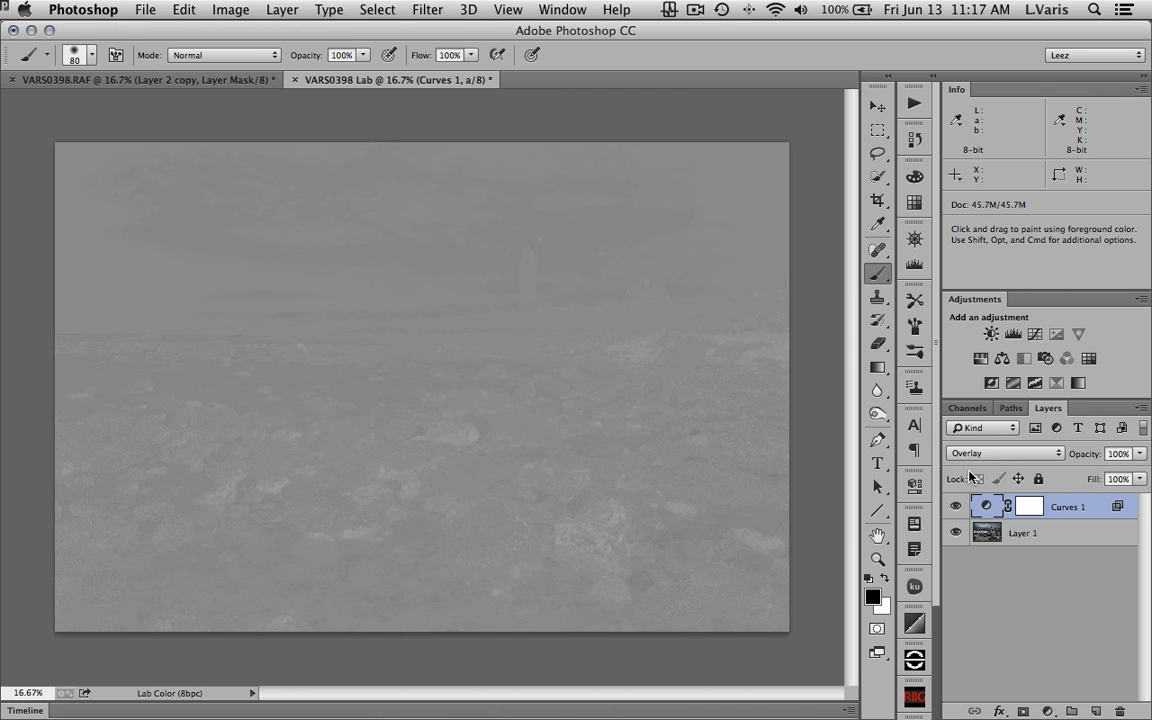 Photoshop File Edit Image Layer Type Select Filter 3D View Window Help 100% Fri Jun 13 11:17 AM L.Varis
Adobe Photoshop CC
80 Mode: Normal Opacity: 100% Flow: 100% Leez
× VARS0398.RAF @ 16.7% (Layer 2 copy, Layer Mask/8) * × VARS0398 Lab @ 16.7% (Curves 1, a/8) *
Info
L: C:
a: M:
b: Y:
K:
8-bit 8-bit
X: W:
Y: H:
Doc: 45.7M/45.7M
Click and drag to paint using foreground color.
Use Shift, Opt, and Cmd for additional options.
Adjustments
Add an adjustment
Channels Paths Layers
Kind
Overlay Opacity: 100%
Lock: Fill: 100%
Curves 1
Layer 1
A
T
ku
RBG
fx
16.67% Lab Color (8bpc)
Timeline